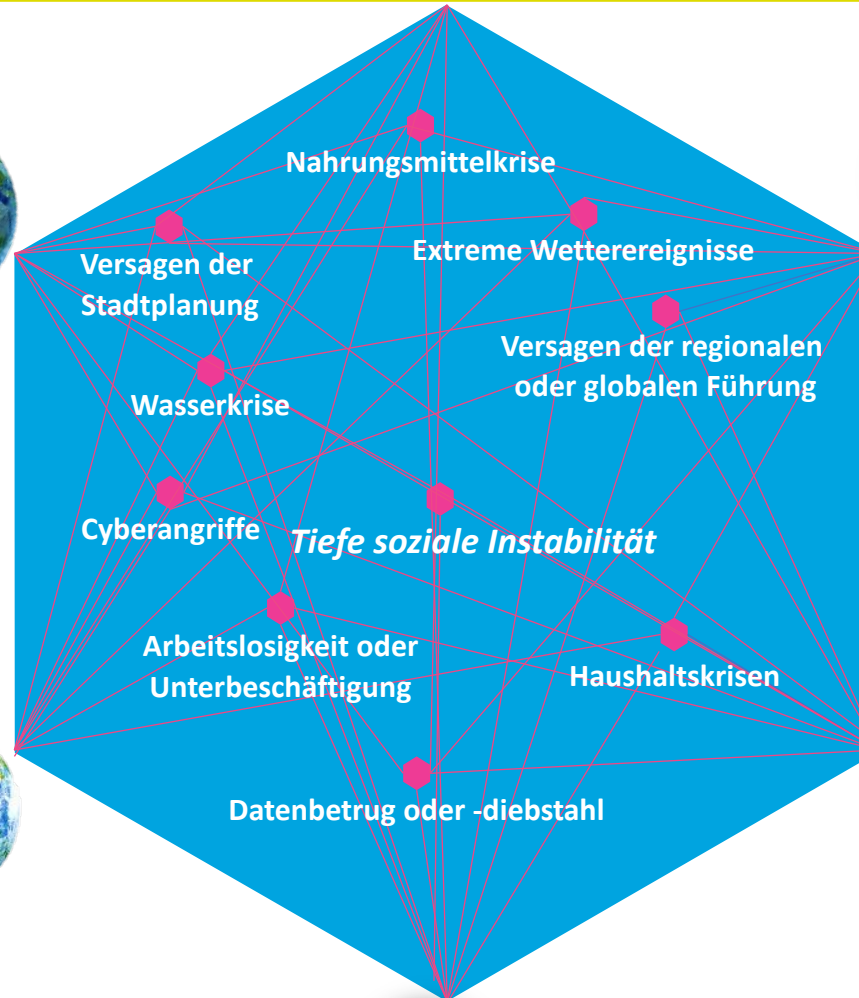 Nahrungsmittelkrise
Extreme Wetterereignisse
Versagen der
Stadtplanung
Versagen der regionalen
oder globalen Führung
Wasserkrise
Cyberangriffe
Tiefe soziale Instabilität
Arbeitslosigkeit oder
Unterbeschäftigung
Haushaltskrisen
Datenbetrug oder -diebstahl